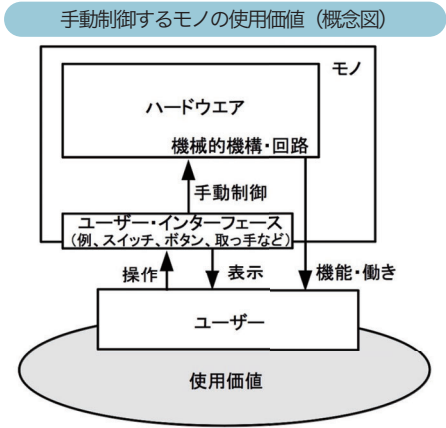 手動制御するモノの使用価値（概念図）
モノ
ハードウエア
機械的機構・回路
手動制御
ユーザー・インターフェース
（例、スイッチ、ボタン、取っ手など）
操作
表示
機能・働き
ユーザー
使用価値